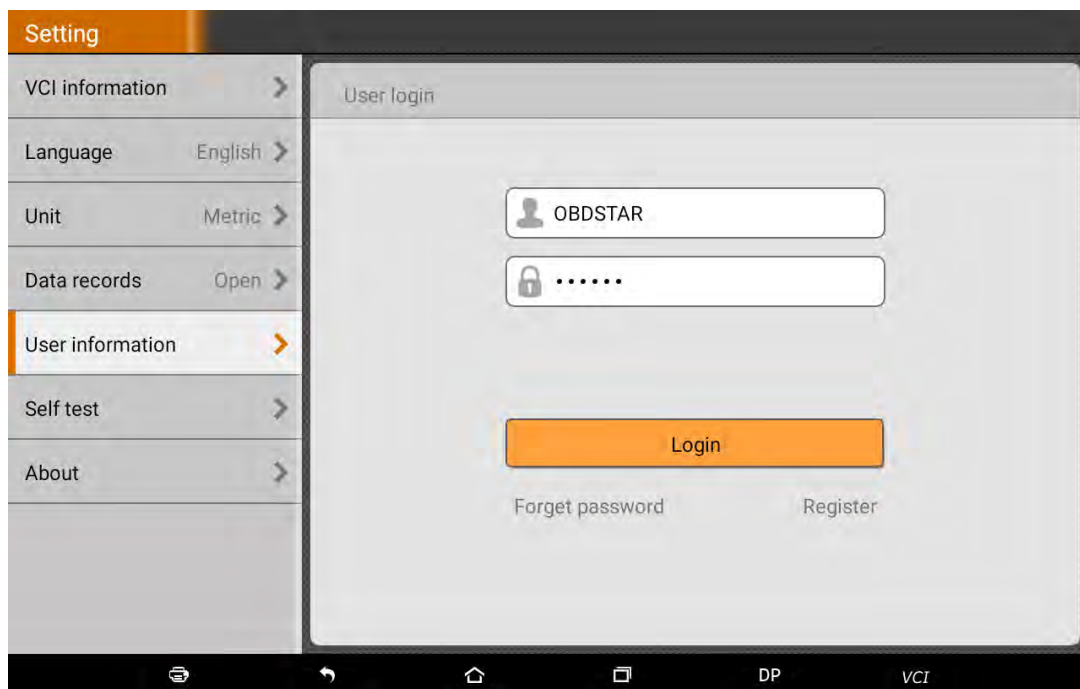 Setting
VCI information
Language English
Unit Metric
Data records Open
User information
Self test
About
User login
OBDSTAR
••••••
Login
Forget password Register
DP VCI